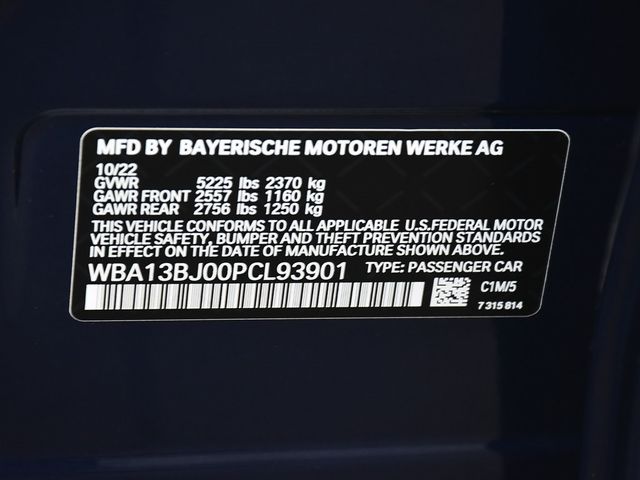 MFD BY BAYERISCHE MOTOREN WERKE AG
10/22
GVWR 5225 lbs 2370 kg
GAWR FRONT 2557 lbs 1160 kg
GAWR REAR 2756 lbs 1250 kg
THIS VEHICLE CONFORMS TO ALL APPLICABLE U.S.FEDERAL MOTOR
VEHICLE SAFETY, BUMPER AND THEFT PREVENTION STANDARDS
IN EFFECT ON THE DATE OF MANUFACTURE SHOWN ABOVE.
WBA13BJ00PCL93901 TYPE: PASSENGER CAR
C1M/5
7 315 814